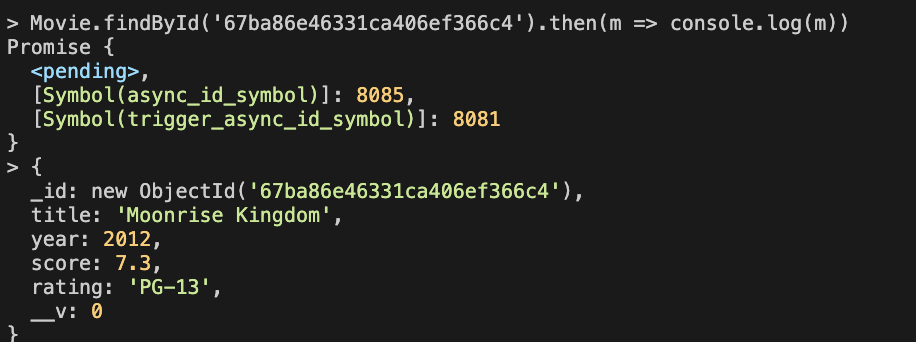 > Movie.findById('67ba86e46331ca406ef366c4').then(m => console.log(m))
Promise {
  <pending>,
  [Symbol(async_id_symbol)]: 8085,
  [Symbol(trigger_async_id_symbol)]: 8081
}
> {
  _id: new ObjectId('67ba86e46331ca406ef366c4'),
  title: 'Moonrise Kingdom',
  year: 2012,
  score: 7.3,
  rating: 'PG-13',
  __v: 0
}